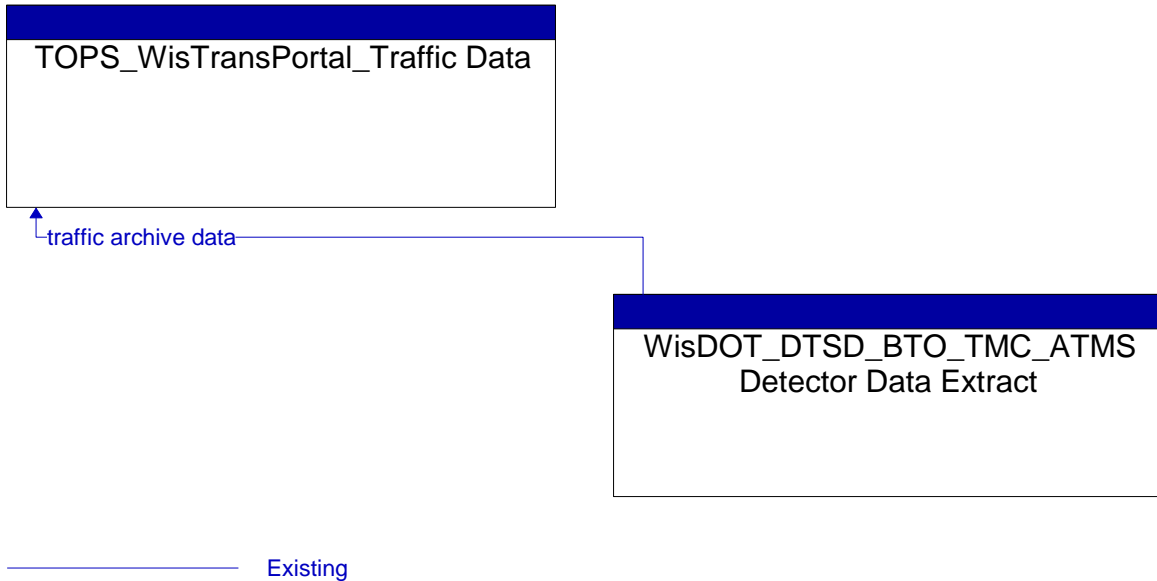 TOPS_WisTransPortal_Traffic Data
traffic archive data
WisDOT_DTSD_BTO_TMC_ATMS
Detector Data Extract
Existing